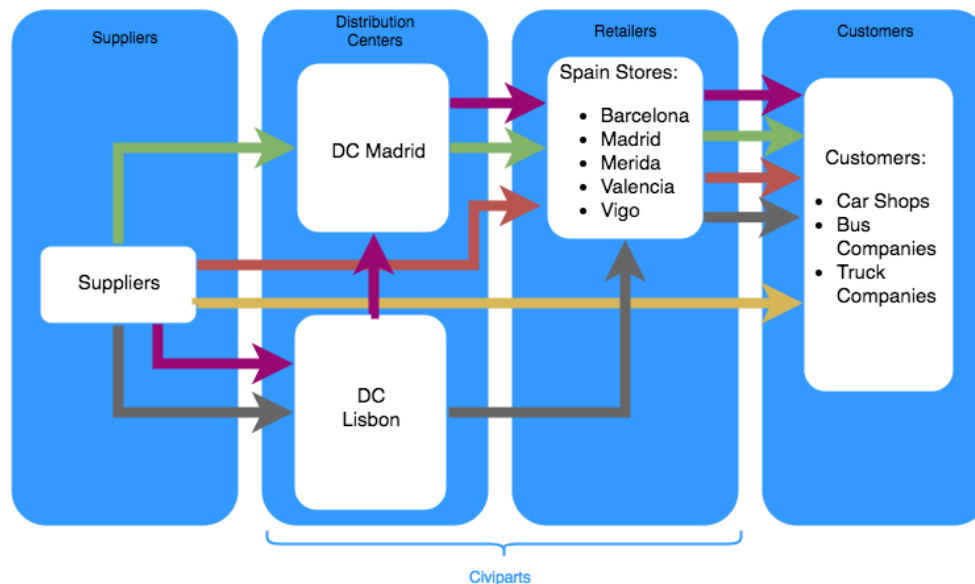 Suppliers
Distribution
Centers
Retailers
Customers
Suppliers
DC Madrid
DC
Lisbon
Spain Stores:
• Barcelona
• Madrid
• Merida
• Valencia
• Vigo
Customers:
• Car Shops
• Bus
Companies
• Truck
Companies
Civiparts